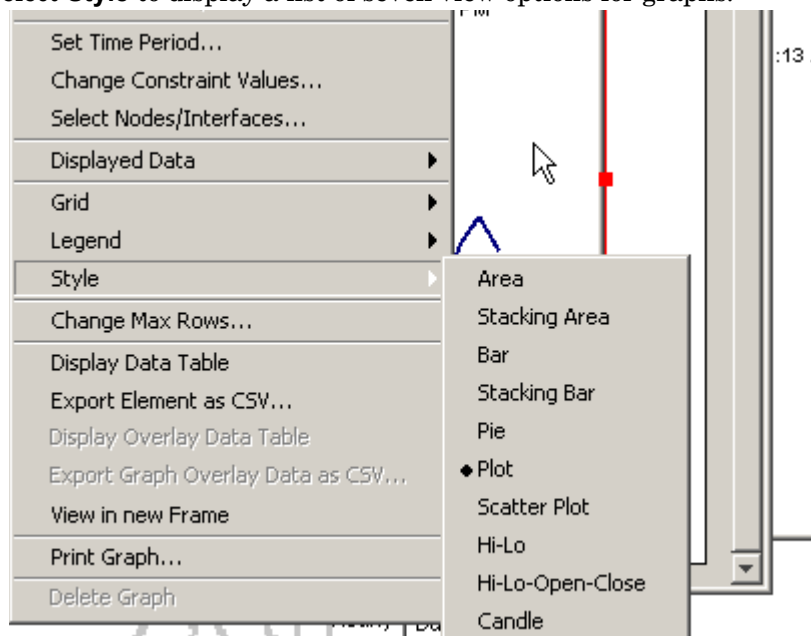 elect Style to display a list of seven view options for graphs.
PM
:13
Set Time Period...
Change Constraint Values...
Select Nodes/Interfaces...
Displayed Data
Grid
Legend
Style
Change Max Rows...
Display Data Table
Export Element as CSV...
Display Overlay Data Table
Export Graph Overlay Data as CSV...
View in new Frame
Print Graph...
Delete Graph
Area
Stacking Area
Bar
Stacking Bar
Pie
Plot
Scatter Plot
Hi-Lo
Hi-Lo-Open-Close
Candle